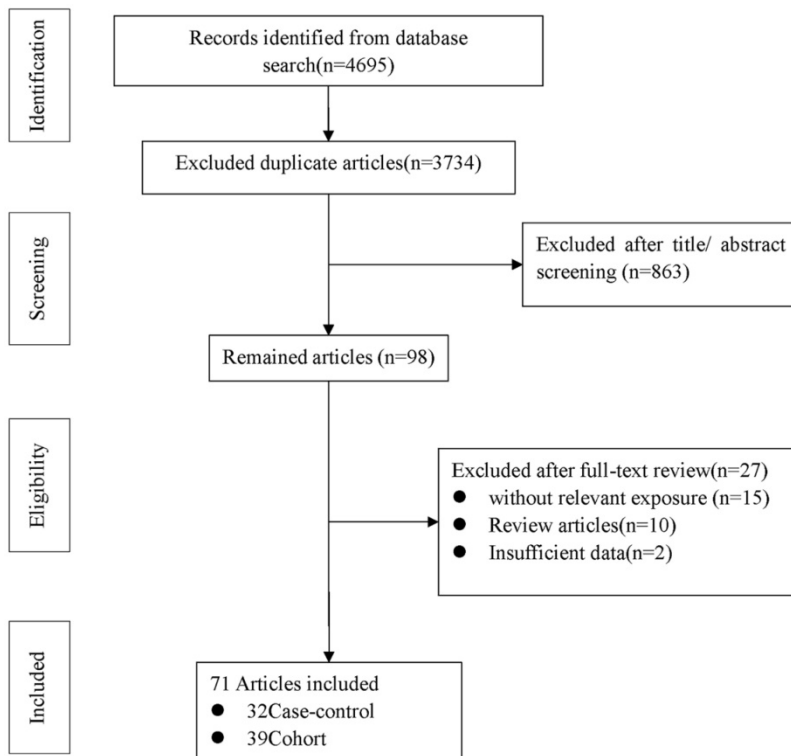 Identification
Records identified from database
search(n=4695)
Excluded duplicate articles(n=3734)
Screening
Excluded after title/ abstract
screening (n=863)
Remained articles (n=98)
Eligibility
Excluded after full-text review(n=27)
● without relevant exposure (n=15)
● Review articles(n=10)
● Insufficient data(n=2)
Included
71 Articles included
● 32Case-control
● 39Cohort